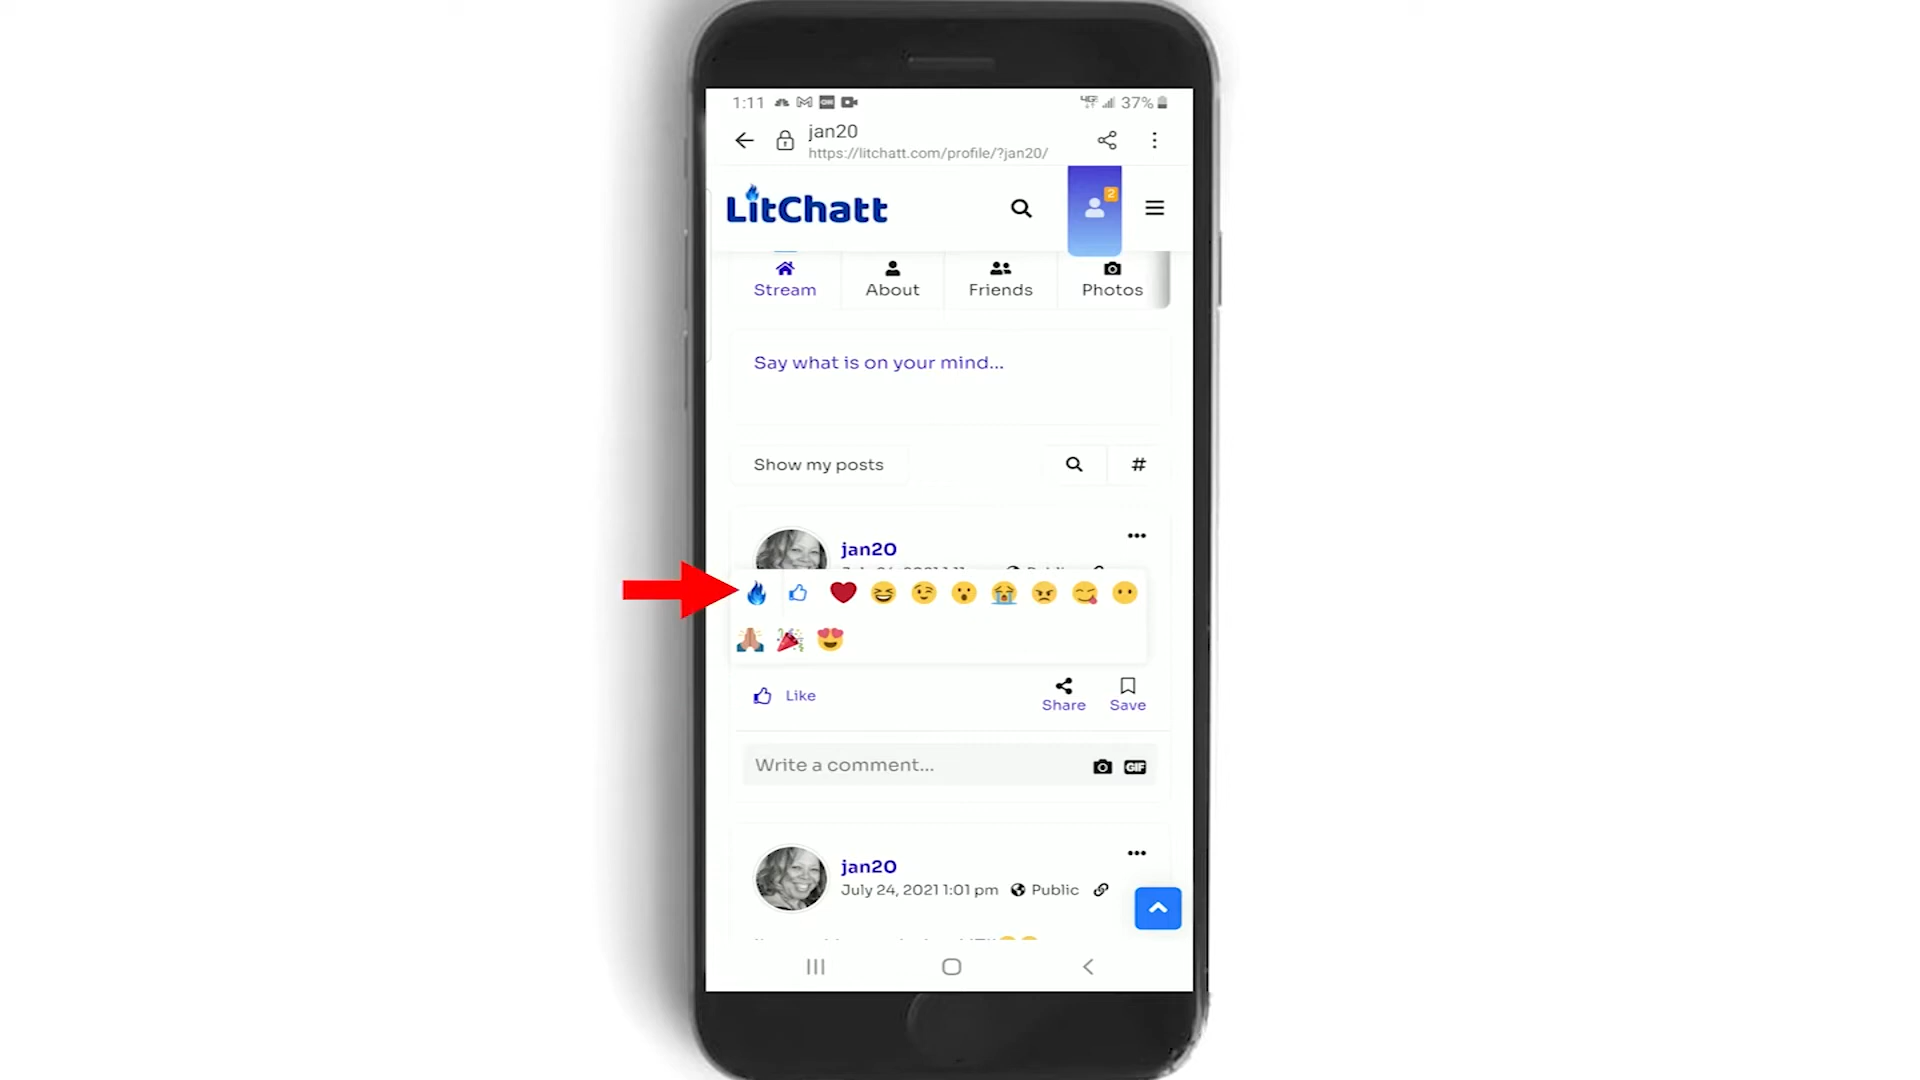 1:11 37%
jan20
https://litchatt.com/profile/?jan20/
LitChatt
2
Stream About Friends Photos
Say what is on your mind...
Show my posts #
jan20
Like
Share Save
Write a comment... GIF
jan20
July 24, 2021 1:01 pm Public